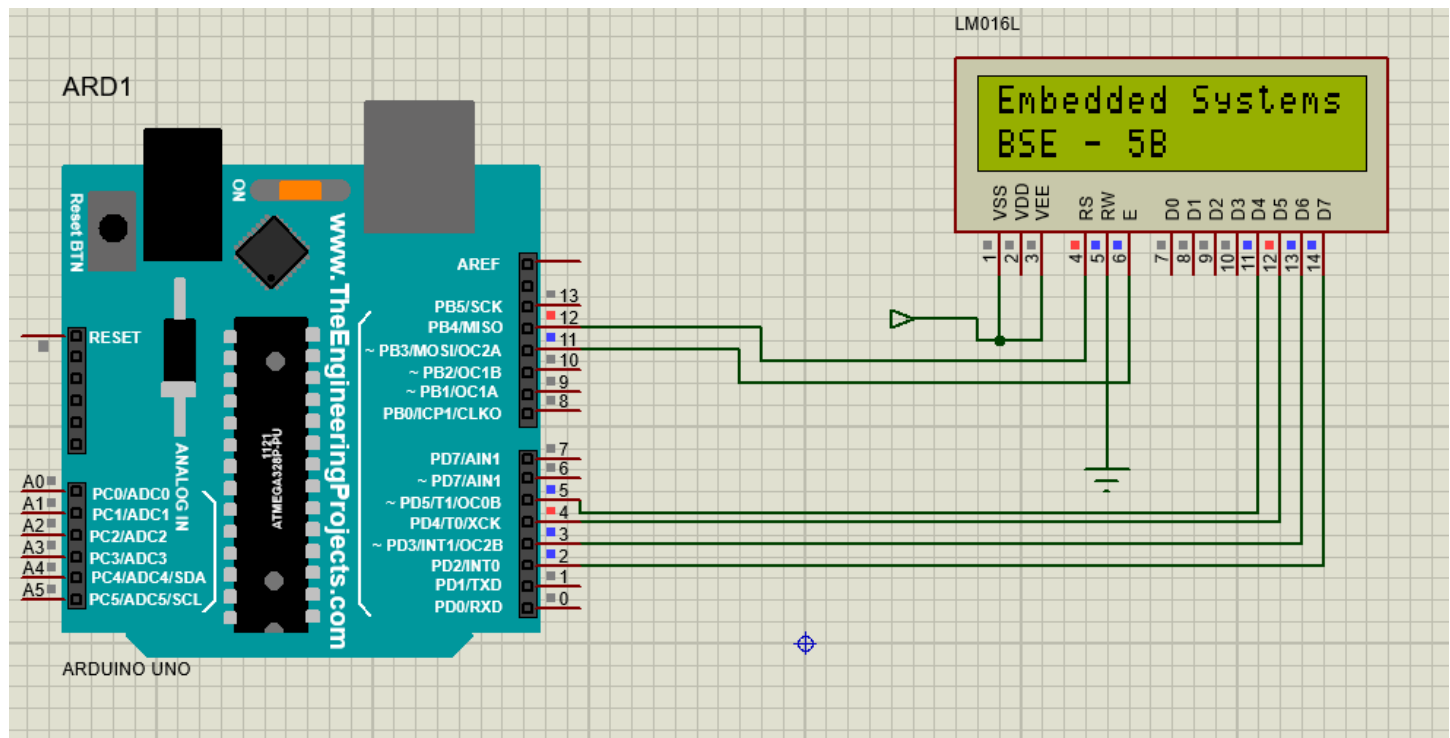 LM016L
Embedded Systems
BSE - 5B
VSS
VDD
VEE
RS
RW
E
D0
D1
D2
D3
D4
D5
D6
D7
1
2
3
4
5
6
7
8
9
10
11
12
13
14
ARD1
ON
Reset BTN
www.TheEngineeringProjects.com
AREF
PB5/SCK 13
PB4/MISO 12
~ PB3/MOSI/OC2A 11
~ PB2/OC1B 10
~ PB1/OC1A 9
PB0/ICP1/CLKO 8
RESET
1121
ATMEGA328P-PU
ANALOG IN
PD7/AIN1 7
~ PD7/AIN1 6
~ PD5/T1/OC0B 5
PD4/T0/XCK 4
~ PD3/INT1/OC2B 3
PD2/INT0 2
PD1/TXD 1
PD0/RXD 0
A0 PC0/ADC0
A1 PC1/ADC1
A2 PC2/ADC2
A3 PC3/ADC3
A4 PC4/ADC4/SDA
A5 PC5/ADC5/SCL
ARDUINO UNO